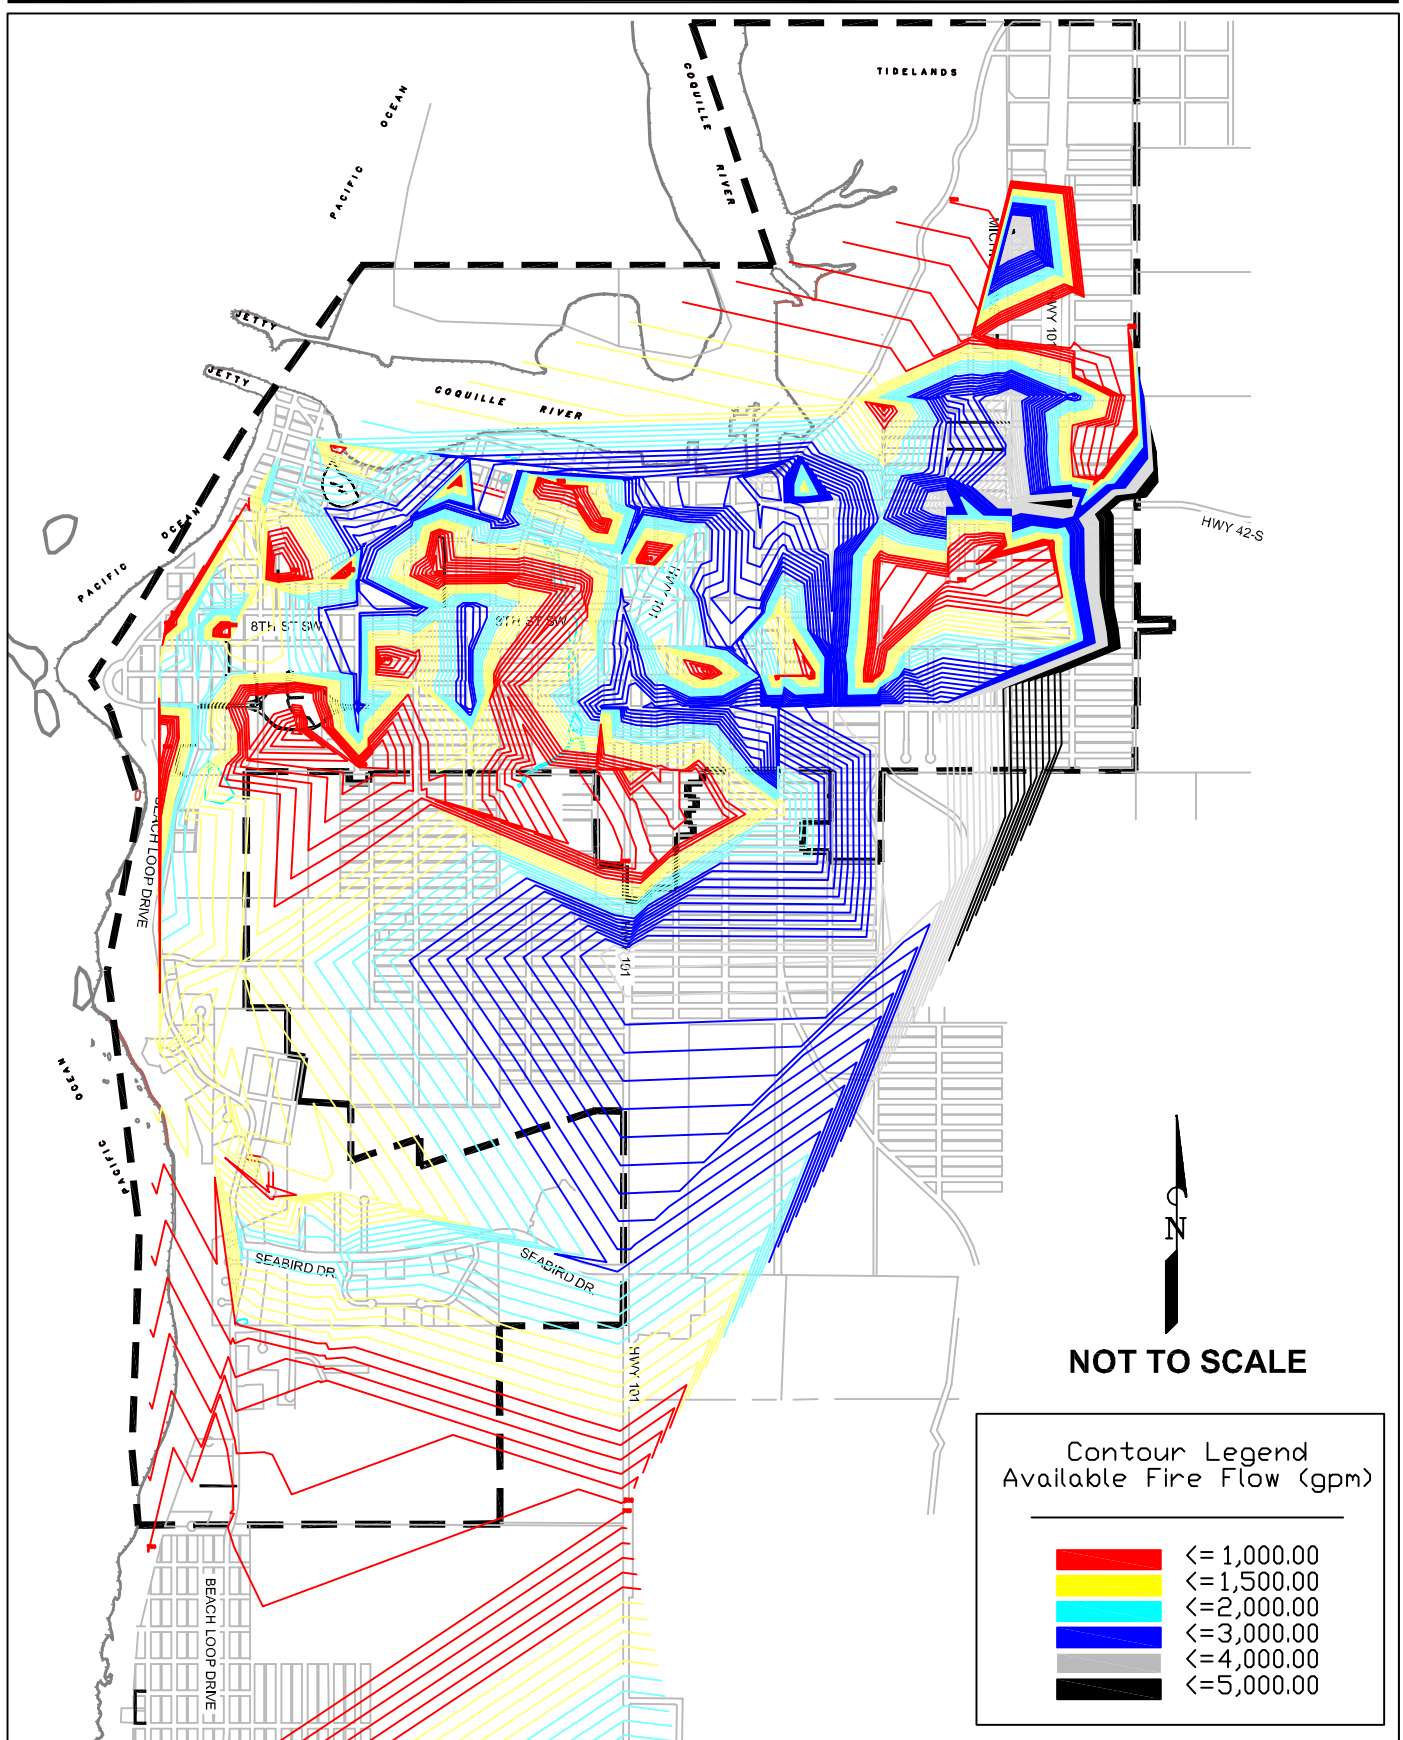 TIDELANDS
COQUILLE
RIVER
OCEAN
PACIFIC
HWY 101
JETTY
JETTY
COQUILLE RIVER
OCEAN
PACIFIC
HWY 42-S
HWY 101
8TH ST SW
8TH ST SW
BEACH LOOP DRIVE
101
OCEAN
PACIFIC
SEABIRD DR.
SEABIRD DR.
HWY 101
BEACH LOOP DRIVE
N
NOT TO SCALE
Contour Legend
Available Fire Flow (gpm)
<= 1,000.00
<=1,500.00
<=2,000.00
<=3,000.00
<=4,000.00
<=5,000.00